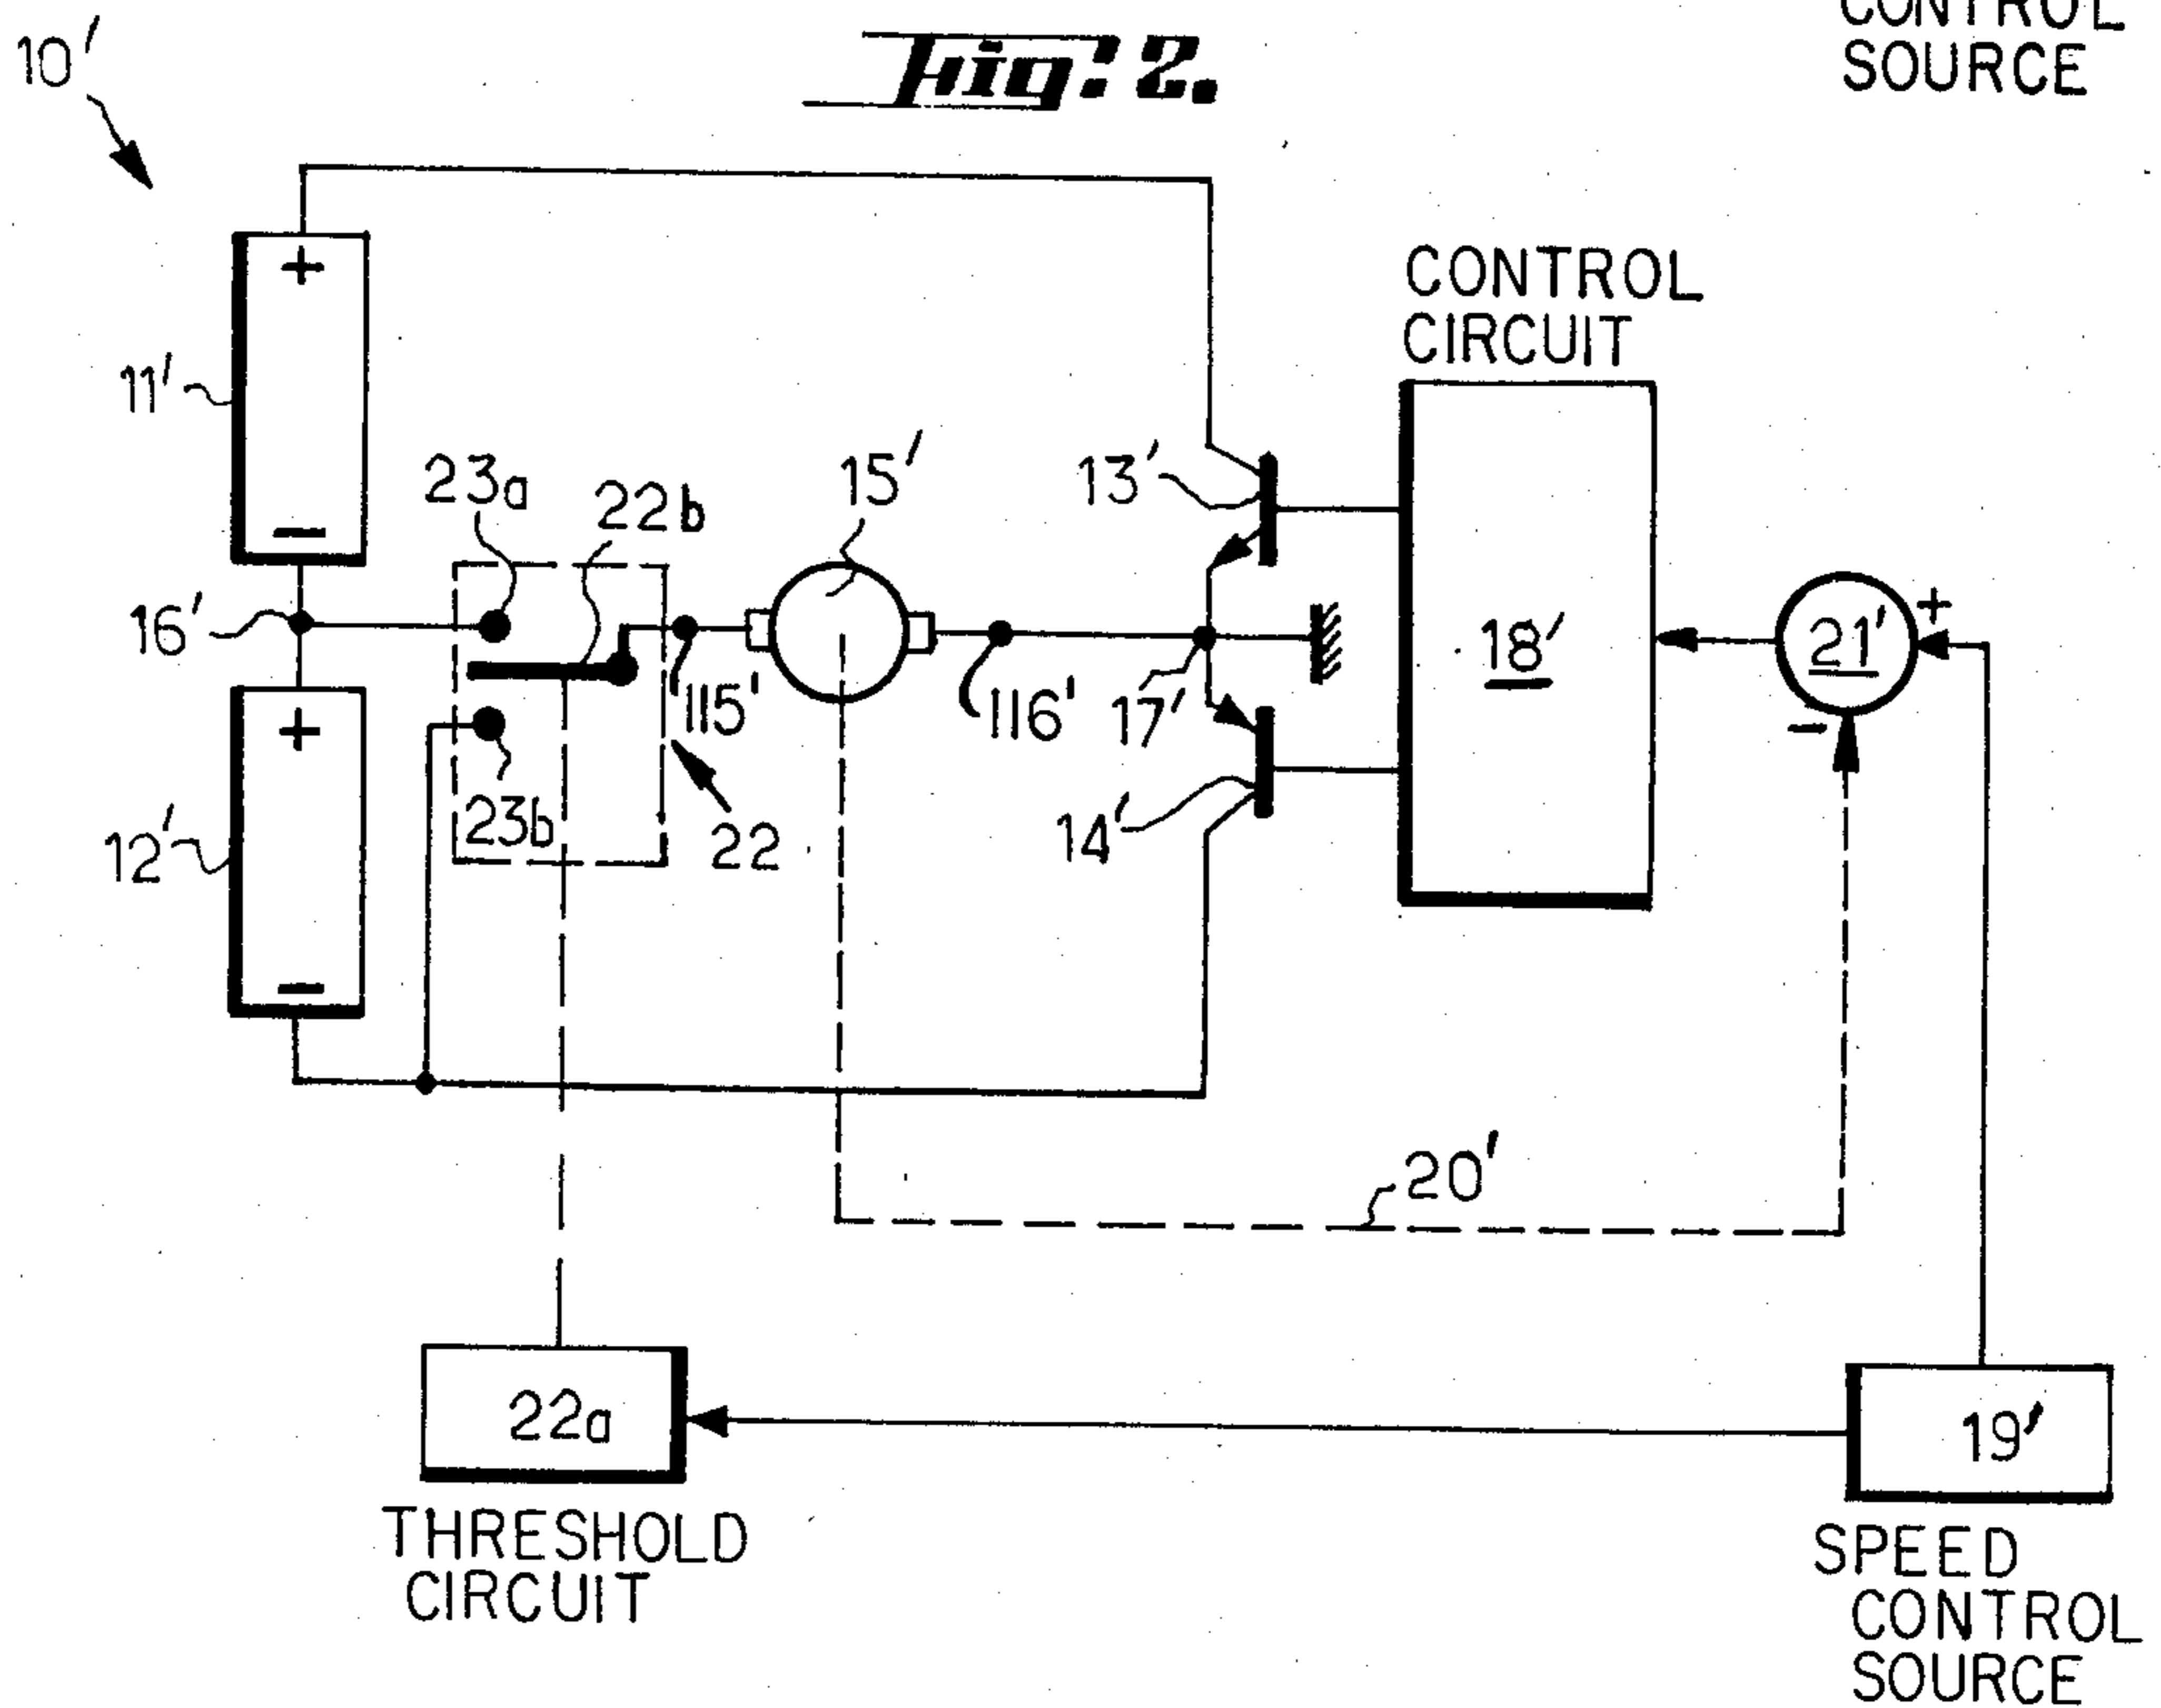 CONTROL
SOURCE
Fig. 2.
10'
+
CONTROL
CIRCUIT
11'
23a
22b
15'
13'
−
16'
18'
21'
+
115'
116'
17'
−
+
23b
22
14'
12'
−
20'
22a
19'
THRESHOLD
CIRCUIT
SPEED
CONTROL
SOURCE